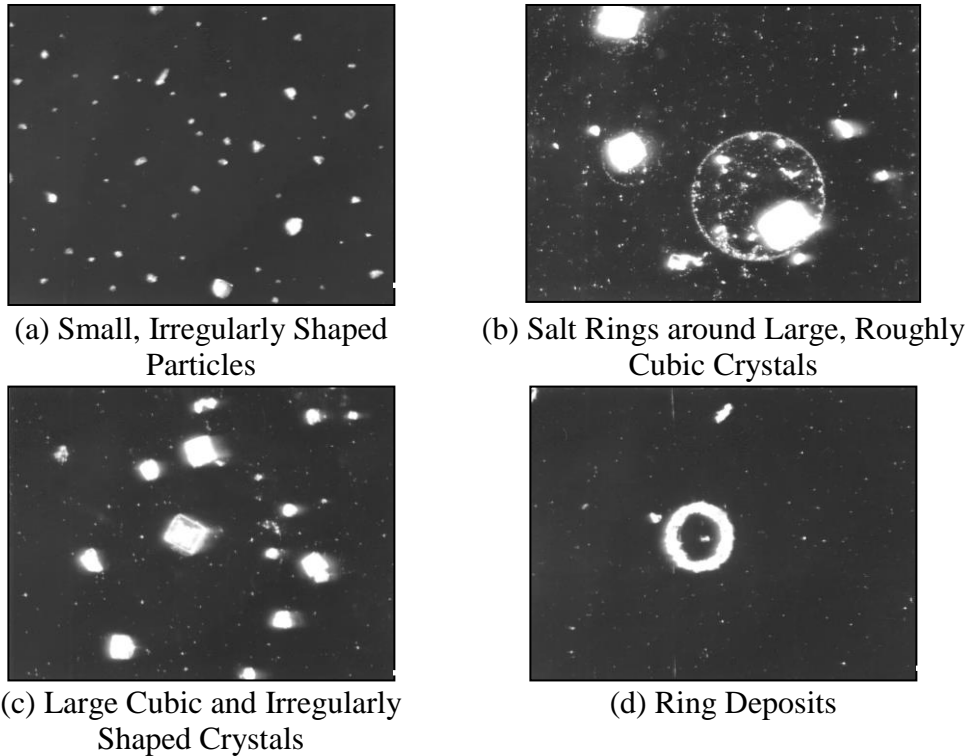 (a) Small, Irregularly Shaped
Particles
(b) Salt Rings around Large, Roughly
Cubic Crystals
(c) Large Cubic and Irregularly
Shaped Crystals
(d) Ring Deposits